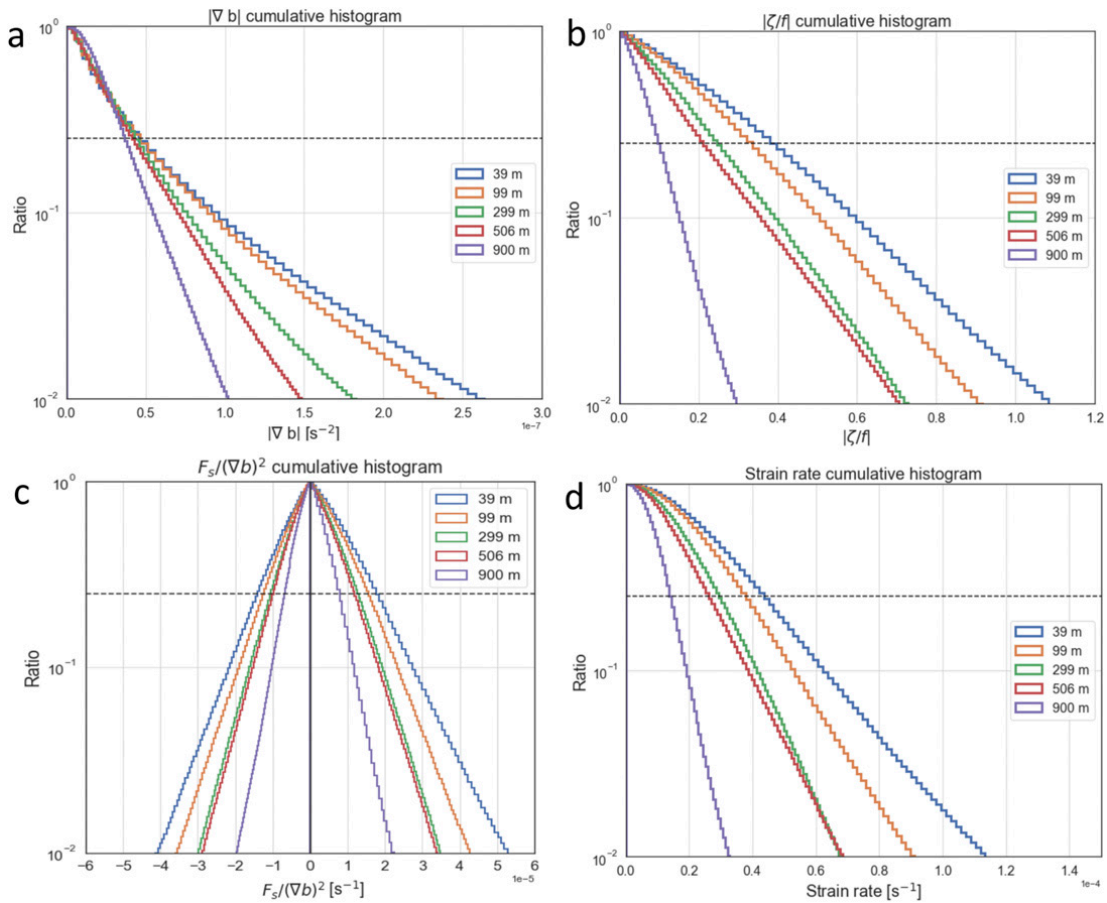 a
|∇ b| cumulative histogram
10⁰
10⁻¹
10⁻²
Ratio
39 m
99 m
299 m
506 m
900 m
0.0 0.5 1.0 1.5 2.0 2.5 3.0
1e-7
|∇ b| [s⁻²]
b
|ζ/f| cumulative histogram
10⁰
10⁻¹
10⁻²
Ratio
39 m
99 m
299 m
506 m
900 m
0.0 0.2 0.4 0.6 0.8 1.0 1.2
|ζ/f|
c
Fₛ/(∇b)² cumulative histogram
10⁰
10⁻¹
10⁻²
Ratio
39 m
99 m
299 m
506 m
900 m
−6 −5 −4 −3 −2 −1 0 1 2 3 4 5 6
1e-5
Fₛ/(∇b)² [s⁻¹]
d
Strain rate cumulative histogram
10⁰
10⁻¹
10⁻²
Ratio
39 m
99 m
299 m
506 m
900 m
0.0 0.2 0.4 0.6 0.8 1.0 1.2 1.4
1e-4
Strain rate [s⁻¹]